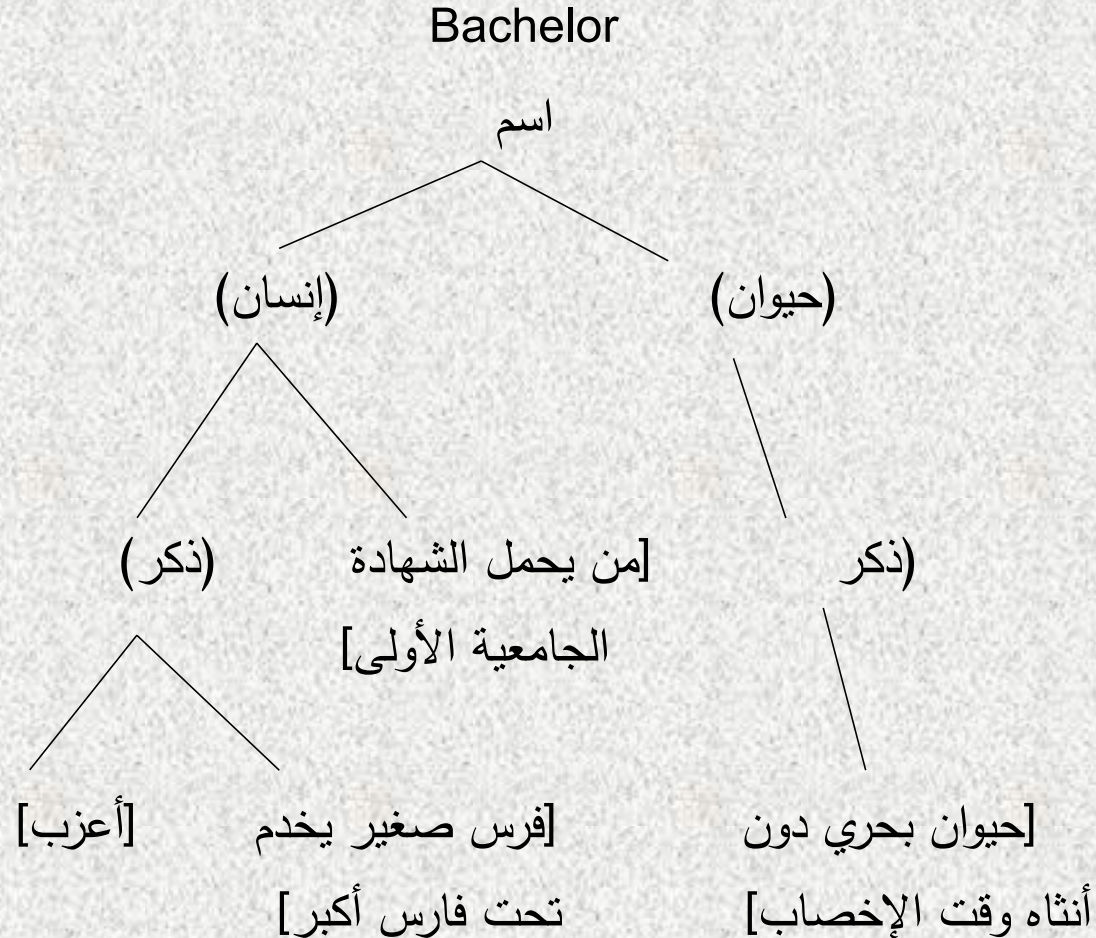 Bachelor
اسم
(حيوان)
(إنسان)
(ذكر
[من يحمل الشهادة
الجامعية الأولى]
(ذكر)
[حيوان بحري دون
أنثاه وقت الإخصاب]
[فرس صغير يخدم
تحت فارس أكبر]
[أعزب]